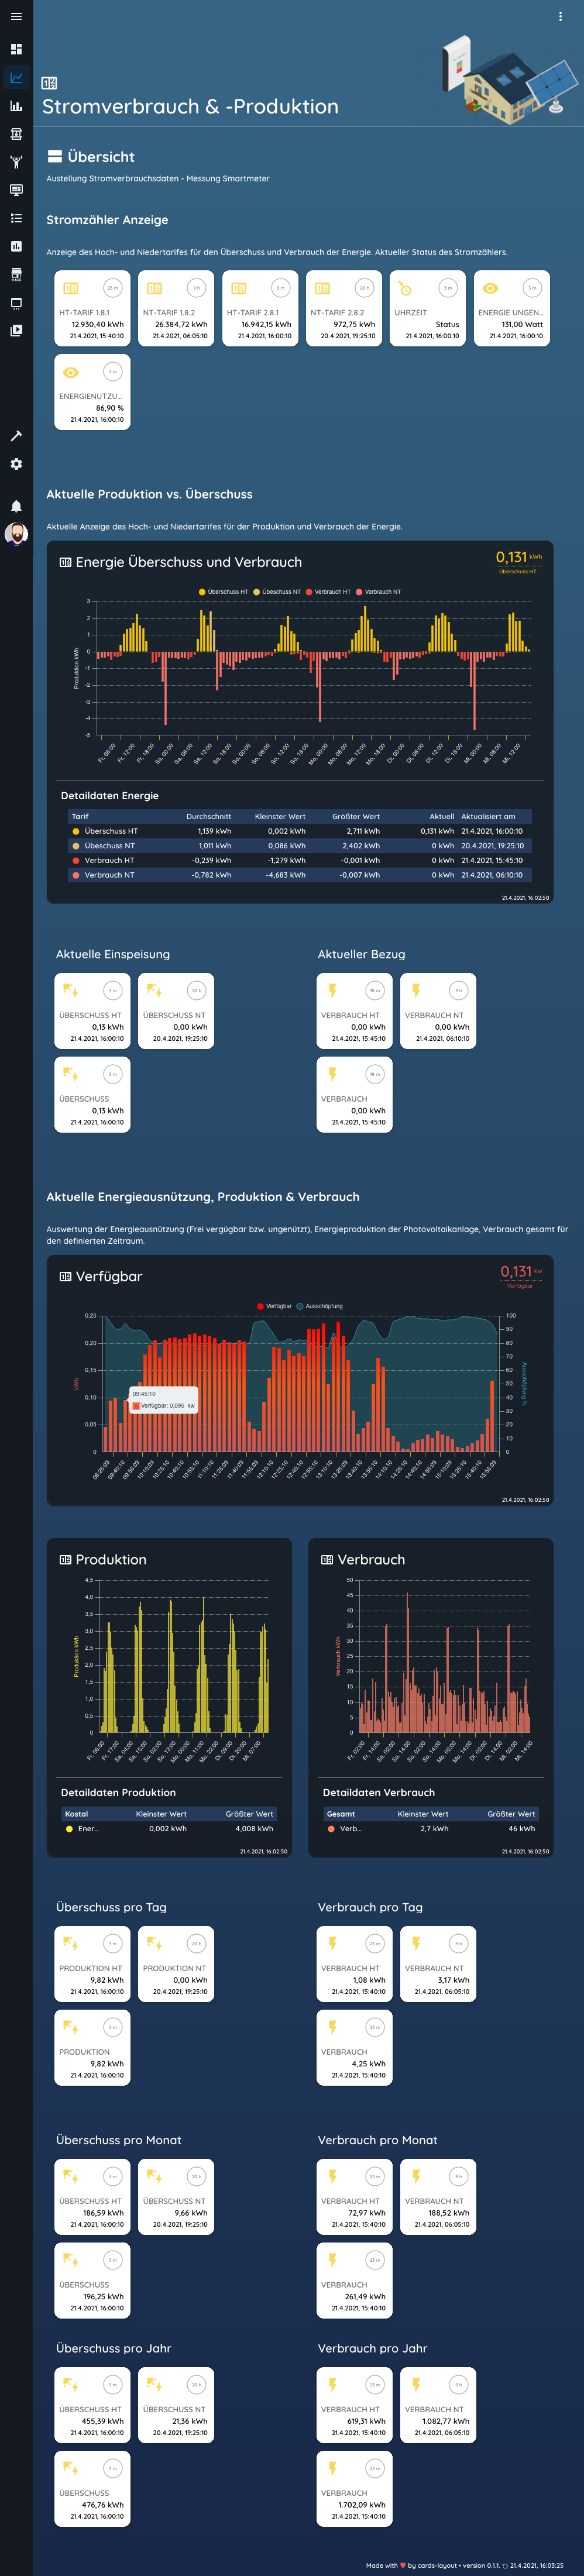 Stromverbrauch & -Produktion
Übersicht
Austellung Stromverbrauchsdaten - Messung Smartmeter
Stromzähler Anzeige
Anzeige des Hoch- und Niedertarifes für den Überschuss und Verbrauch der Energie. Aktueller Status des Stromzählers.
23 m
HT-TARIF 1.8.1
12.930,40 kWh
21.4.2021, 15:40:10
9 h
NT-TARIF 1.8.2
26.384,72 kWh
21.4.2021, 06:05:10
3 m
HT-TARIF 2.8.1
16.942,15 kWh
21.4.2021, 16:00:10
20 h
NT-TARIF 2.8.2
972,75 kWh
20.4.2021, 19:25:10
3 m
UHRZEIT
Status
21.4.2021, 16:00:10
3 m
ENERGIE UNGEN...
131,00 Watt
21.4.2021, 16:00:10
3 m
ENERGIENUTZU...
86,90 %
21.4.2021, 16:00:10
Aktuelle Produktion vs. Überschuss
Aktuelle Anzeige des Hoch- und Niedertarifes für der Produktion und Verbrauch der Energie.
Energie Überschuss und Verbrauch
0,131 kWh
Überschuss HT
Überschuss HT Übeschuss NT Verbrauch HT Verbrauch NT
Produktion kWh
3
2
1
0
-1
-2
-3
-4
-5
Fr, 06:00 Fr, 12:00 Fr, 18:00 Sa, 00:00 Sa, 06:00 Sa, 12:00 Sa, 18:00 So, 00:00 So, 06:00 So, 12:00 So, 18:00 Mo, 00:00 Mo, 06:00 Mo, 12:00 Mo, 18:00 Di, 00:00 Di, 06:00 Di, 12:00 Di, 18:00 Mi, 00:00 Mi, 06:00 Mi, 12:00
Detaildaten Energie
Tarif Durchschnitt Kleinster Wert Größter Wert Aktuell Aktualisiert am
Überschuss HT 1,139 kWh 0,002 kWh 2,711 kWh 0,131 kWh 21.4.2021, 16:00:10
Übeschuss NT 1,011 kWh 0,086 kWh 2,402 kWh 0 kWh 20.4.2021, 19:25:10
Verbrauch HT -0,239 kWh -1,279 kWh -0,001 kWh 0 kWh 21.4.2021, 15:45:10
Verbrauch NT -0,782 kWh -4,683 kWh -0,007 kWh 0 kWh 21.4.2021, 06:10:10
21.4.2021, 16:02:50
Aktuelle Einspeisung
3 m
ÜBERSCHUSS HT
0,13 kWh
21.4.2021, 16:00:10
20 h
ÜBERSCHUSS NT
0,00 kWh
20.4.2021, 19:25:10
3 m
ÜBERSCHUSS
0,13 kWh
21.4.2021, 16:00:10
Aktueller Bezug
18 m
VERBRAUCH HT
0,00 kWh
21.4.2021, 15:45:10
9 h
VERBRAUCH NT
0,00 kWh
21.4.2021, 06:10:10
18 m
VERBRAUCH
0,00 kWh
21.4.2021, 15:45:10
Aktuelle Energieausnützung, Produktion & Verbrauch
Auswertung der Energieausnützung (Frei vergügbar bzw. ungenützt), Energieproduktion der Photovoltaikanlage, Verbrauch gesamt für
den definierten Zeitraum.
Verfügbar
0,131 kw
Verfügbar
Verfügbar Ausschöpfung
kWh
0,25
0,20
0,15
0,10
0,05
0
100
90
80
70
60
50
40
30
20
10
0
Ausschöpfung %
09:45:10
Verfügbar: 0,095 kw
06:25:03 09:40:10 09:55:09 10:10:09 10:25:10 10:40:10 10:55:10 11:10:10 11:25:09 11:40:09 11:55:09 12:10:10 12:25:10 12:40:10 12:55:10 13:10:10 13:25:09 13:40:10 13:55:10 14:10:10 14:25:10 14:40:10 14:55:09 15:10:09 15:25:10 15:40:10 15:55:09
21.4.2021, 16:02:50
Produktion
Produktion kWh
4,5
4,0
3,5
3,0
2,5
2,0
1,5
1,0
0,5
0
Fr, 06:00 Fr, 17:00 Sa, 04:00 Sa, 15:00 So, 02:00 So, 13:00 Mo, 00:00 Mo, 11:00 Mo, 22:00 Di, 09:00 Di, 20:00 Mi, 07:00
Detaildaten Produktion
Kostal Kleinster Wert Größter Wert
Ener... 0,002 kWh 4,008 kWh
21.4.2021, 16:02:50
Verbrauch
Verbrauch kWh
50
45
40
35
30
25
20
15
10
5
0
Fr, 02:00 Fr, 14:00 Sa, 02:00 Sa, 14:00 So, 02:00 So, 14:00 Mo, 02:00 Mo, 14:00 Di, 02:00 Di, 14:00 Mi, 02:00 Mi, 14:00
Detaildaten Verbrauch
Gesamt Kleinster Wert Größter Wert
Verb... 2,7 kWh 46 kWh
21.4.2021, 16:02:50
Überschuss pro Tag
3 m
PRODUKTION HT
9,82 kWh
21.4.2021, 16:00:10
20 h
PRODUKTION NT
0,00 kWh
20.4.2021, 19:25:10
3 m
PRODUKTION
9,82 kWh
21.4.2021, 16:00:10
Verbrauch pro Tag
23 m
VERBRAUCH HT
1,08 kWh
21.4.2021, 15:40:10
9 h
VERBRAUCH NT
3,17 kWh
21.4.2021, 06:05:10
23 m
VERBRAUCH
4,25 kWh
21.4.2021, 15:40:10
Überschuss pro Monat
3 m
ÜBERSCHUSS HT
186,59 kWh
21.4.2021, 16:00:10
20 h
ÜBERSCHUSS NT
9,66 kWh
20.4.2021, 19:25:10
3 m
ÜBERSCHUSS
196,25 kWh
21.4.2021, 16:00:10
Verbrauch pro Monat
23 m
VERBRAUCH HT
72,97 kWh
21.4.2021, 15:40:10
9 h
VERBRAUCH NT
188,52 kWh
21.4.2021, 06:05:10
23 m
VERBRAUCH
261,49 kWh
21.4.2021, 15:40:10
Überschuss pro Jahr
3 m
ÜBERSCHUSS HT
455,39 kWh
21.4.2021, 16:00:10
20 h
ÜBERSCHUSS NT
21,36 kWh
20.4.2021, 19:25:10
3 m
ÜBERSCHUSS
476,76 kWh
21.4.2021, 16:00:10
Verbrauch pro Jahr
23 m
VERBRAUCH HT
619,31 kWh
21.4.2021, 15:40:10
9 h
VERBRAUCH NT
1.082,77 kWh
21.4.2021, 06:05:10
23 m
VERBRAUCH
1.702,09 kWh
21.4.2021, 15:40:10
Made with ♥ by cards-layout • version 0.1.1. 21.4.2021, 16:03:25